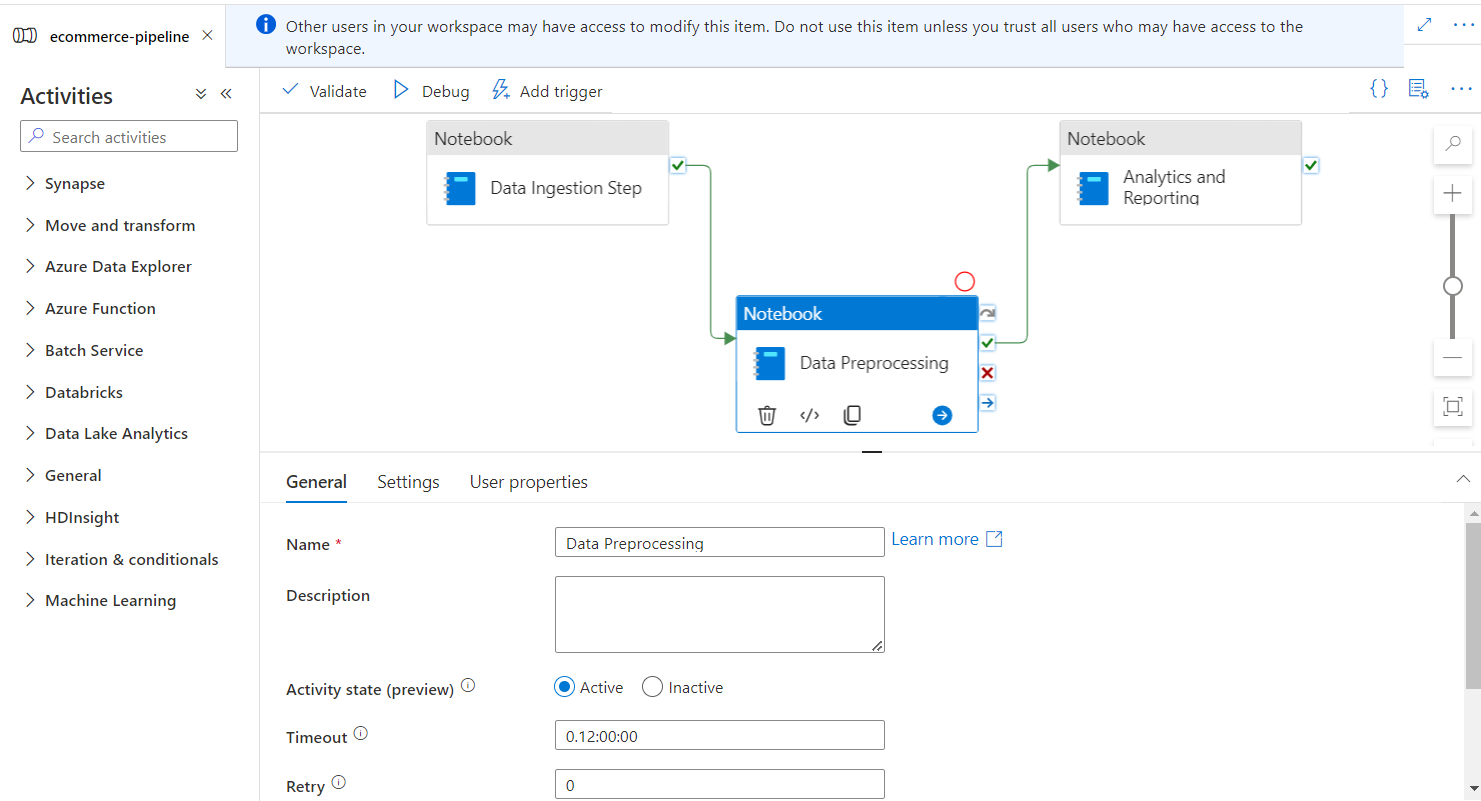 ecommerce-pipeline
Other users in your workspace may have access to modify this item. Do not use this item unless you trust all users who may have access to the
workspace.
Activities
Search activities
Synapse
Move and transform
Azure Data Explorer
Azure Function
Batch Service
Databricks
Data Lake Analytics
General
HDInsight
Iteration & conditionals
Machine Learning
Validate
Debug
Add trigger
Notebook
Data Ingestion Step
Notebook
Analytics and
Reporting
Notebook
Data Preprocessing
General
Settings
User properties
Name *
Data Preprocessing
Learn more
Description
Activity state (preview)
Active
Inactive
Timeout
0.12:00:00
Retry
0